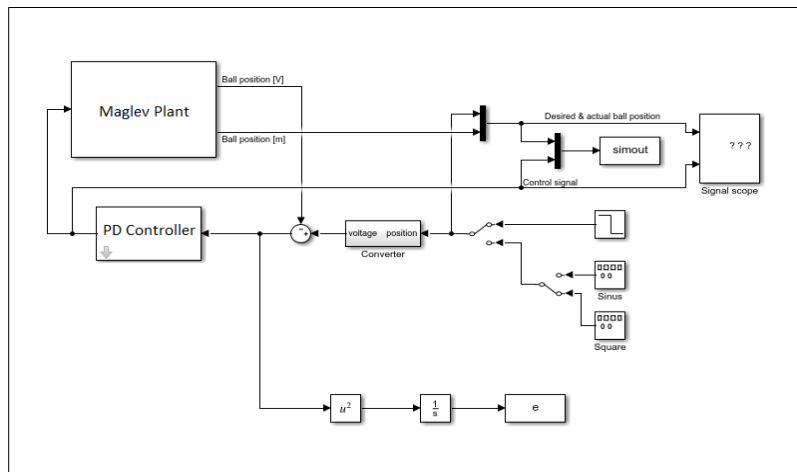 Ball position [V]
Maglev Plant
Ball position [m]
Desired & actual ball position
simout
? ? ?
Control signal
Signal scope
PD Controller
− +
voltage position
Converter
Sinus
Square
u²
1
s
e